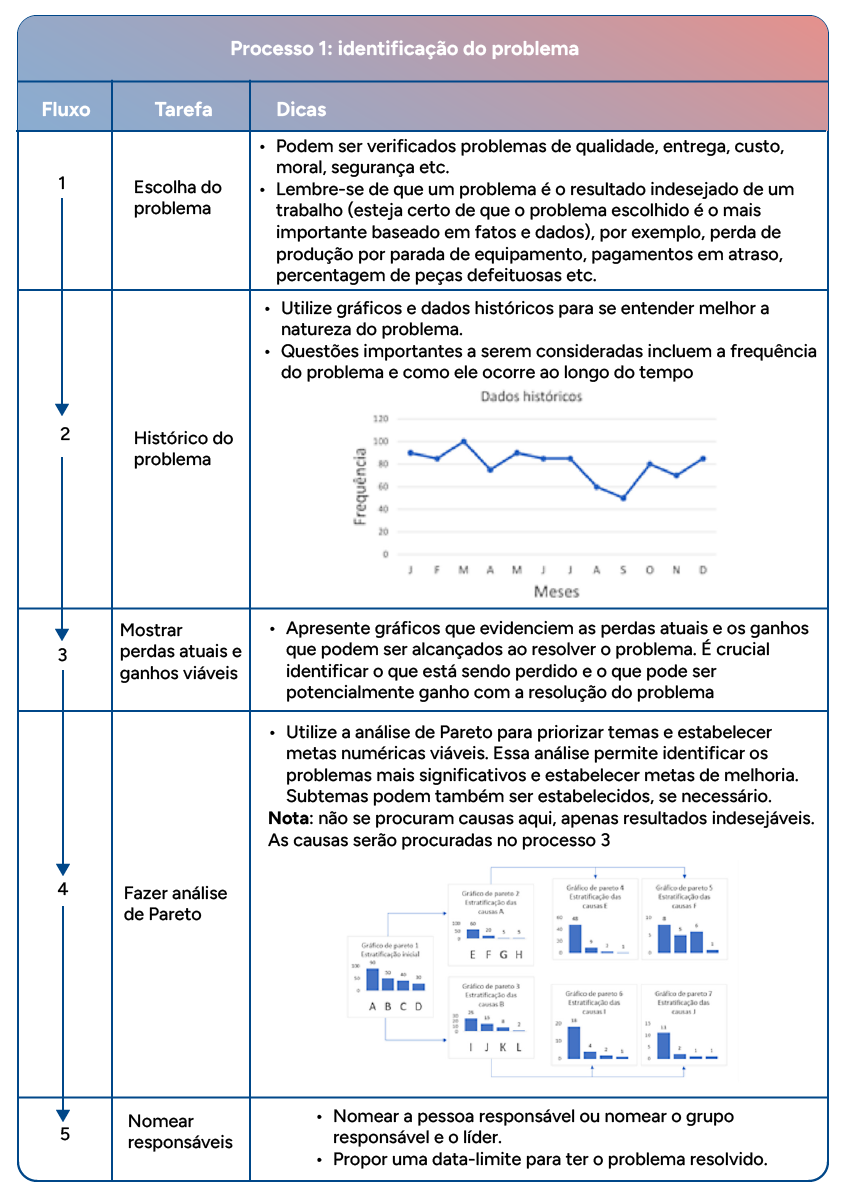 Processo 1: identificação do problema
Fluxo
Tarefa
Dicas
1
Escolha do
problema
• Podem ser verificados problemas de qualidade, entrega, custo,
moral, segurança etc.
• Lembre-se de que um problema é o resultado indesejado de um
trabalho (esteja certo de que o problema escolhido é o mais
importante baseado em fatos e dados), por exemplo, perda de
produção por parada de equipamento, pagamentos em atraso,
percentagem de peças defeituosas etc.
2
Histórico do
problema
• Utilize gráficos e dados históricos para se entender melhor a
natureza do problema.
• Questões importantes a serem consideradas incluem a frequência
do problema e como ele ocorre ao longo do tempo
Dados históricos
Frequência
120
100
80
60
40
20
0
J F M A M J J A S O N D
Meses
3
Mostrar
perdas atuais e
ganhos viáveis
• Apresente gráficos que evidenciem as perdas atuais e os ganhos
que podem ser alcançados ao resolver o problema. É crucial
identificar o que está sendo perdido e o que pode ser
potencialmente ganho com a resolução do problema
4
Fazer análise
de Pareto
• Utilize a análise de Pareto para priorizar temas e estabelecer
metas numéricas viáveis. Essa análise permite identificar os
problemas mais significativos e estabelecer metas de melhoria.
Subtemas podem também ser estabelecidos, se necessário.
Nota: não se procuram causas aqui, apenas resultados indesejáveis.
As causas serão procuradas no processo 3
Gráfico de pareto 1
Estratificação inicial
100
50
0
90 50 40 30
A B C D
Gráfico de pareto 2
Estratificação das
causas A
100
50
0
60 20 5 5
E F G H
Gráfico de pareto 3
Estratificação das
causas B
30
20
10
0
8 2
I J K L
Gráfico de pareto 4
Estratificação das
causas E
60
40
20
0
48 9 2 1
Gráfico de pareto 5
Estratificação das
causas F
10
5
0
8 5 6 1
Gráfico de pareto 6
Estratificação das
causas I
20
10
0
18 4 2 1
Gráfico de pareto 7
Estratificação das
causas J
15
10
5
0
11 2 1 1
5
Nomear
responsáveis
• Nomear a pessoa responsável ou nomear o grupo
responsável e o líder.
• Propor uma data-limite para ter o problema resolvido.